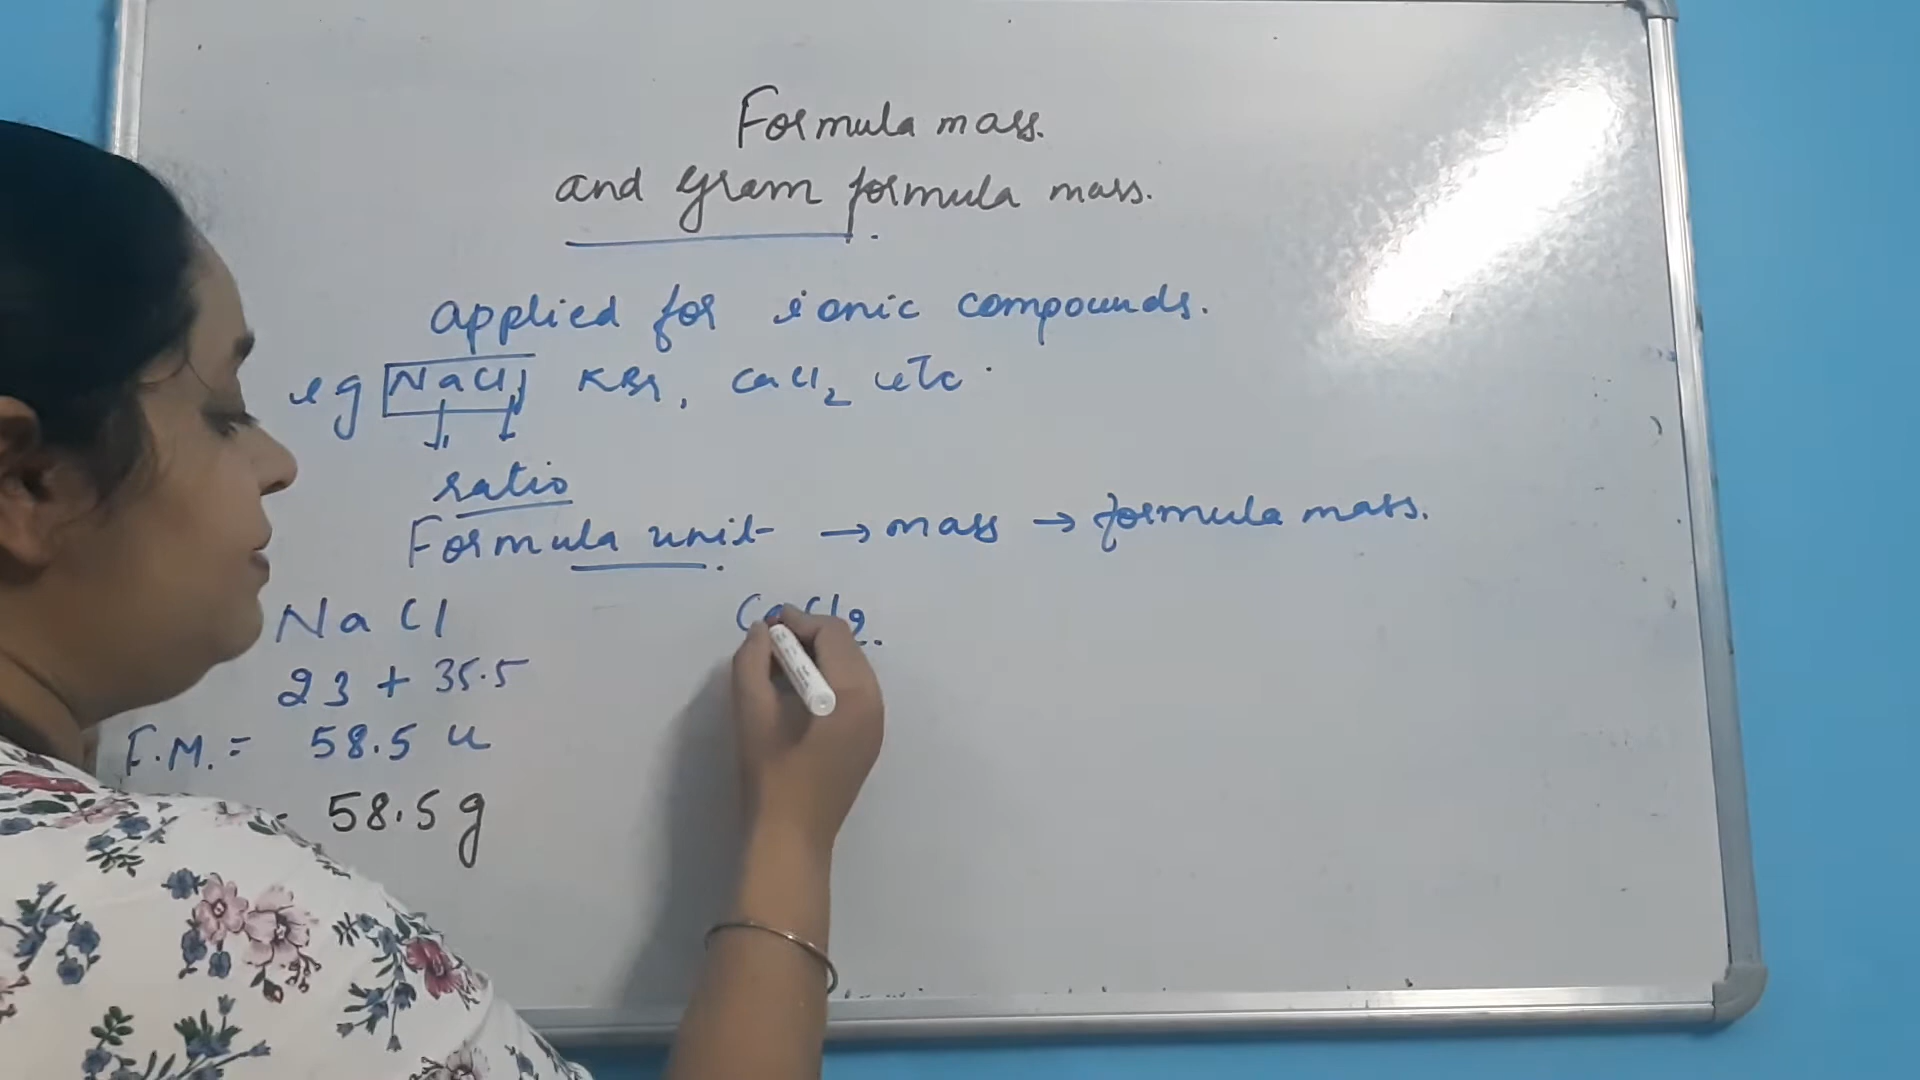 Formula mass.
and gram formula mass.
applied for ionic compounds.
eg NaCl, KBr, CaCl2 etc.
ratio
Formula unit → mass → formula mass.
NaCl
23 + 35.5
F.M. = 58.5 u
58.5 g
CaCl2.